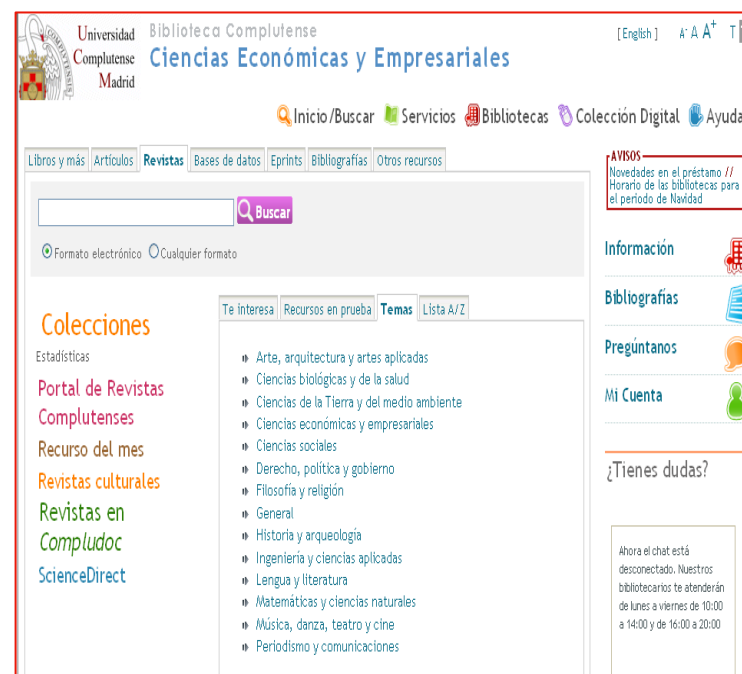 Universidad
Complutense
Madrid
Biblioteca Complutense
Ciencias Económicas y Empresariales
[ English ] A- A A+ T
Inicio/Buscar Servicios Bibliotecas Colección Digital Ayuda
Libros y más Artículos Revistas Bases de datos Eprints Bibliografías Otros recursos
Buscar
Formato electrónico Cualquier formato
AVISOS
Novedades en el préstamo //
Horario de las bibliotecas para
el periodo de Navidad
Información
Bibliografías
Pregúntanos
Mi Cuenta
¿Tienes dudas?
Ahora el chat está
desconectado. Nuestros
bibliotecarios te atenderán
de lunes a viernes de 10:00
a 14:00 y de 16:00 a 20:00
Colecciones
Estadísticas
Portal de Revistas
Complutenses
Recurso del mes
Revistas culturales
Revistas en
Compludoc
ScienceDirect
Te interesa Recursos en prueba Temas Lista A/Z
Arte, arquitectura y artes aplicadas
Ciencias biológicas y de la salud
Ciencias de la Tierra y del medio ambiente
Ciencias económicas y empresariales
Ciencias sociales
Derecho, política y gobierno
Filosofía y religión
General
Historia y arqueología
Ingeniería y ciencias aplicadas
Lengua y literatura
Matemáticas y ciencias naturales
Música, danza, teatro y cine
Periodismo y comunicaciones